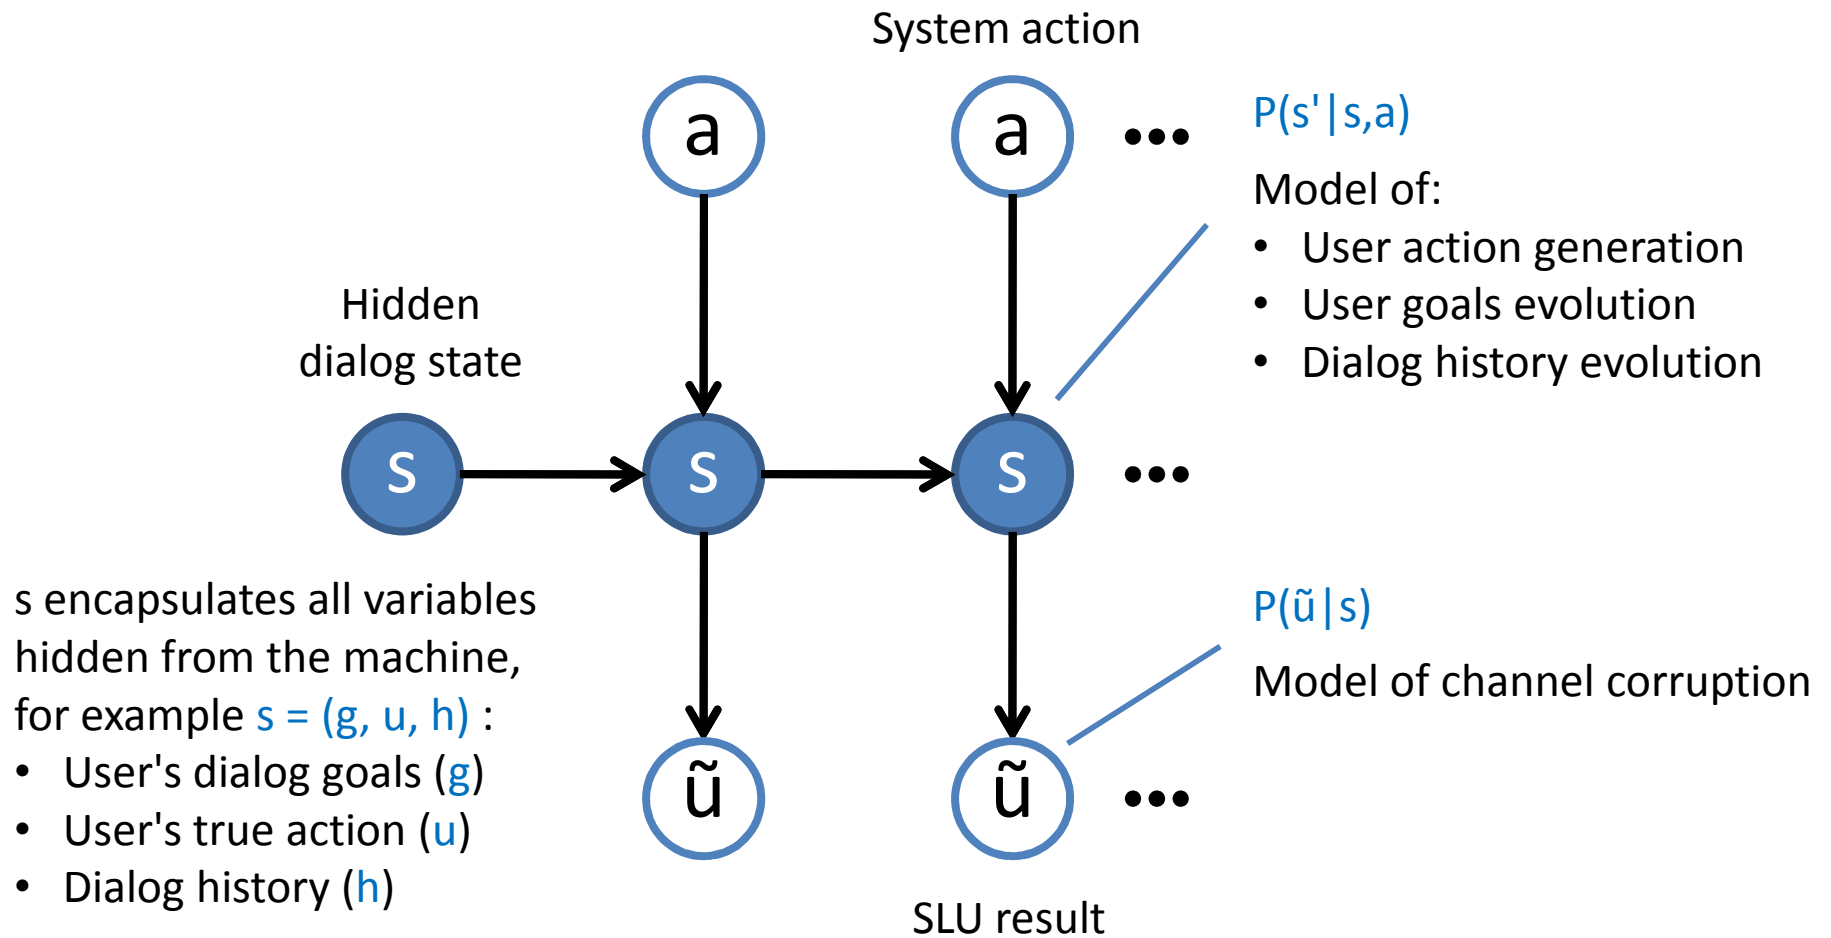 System action
a
a
•••
P(s'|s,a)
Model of:
• User action generation
• User goals evolution
• Dialog history evolution
Hidden
dialog state
s
s
s
•••
s encapsulates all variables
hidden from the machine,
for example s = (g, u, h) :
• User's dialog goals (g)
• User's true action (u)
• Dialog history (h)
P(ũ|s)
Model of channel corruption
ũ
ũ
•••
SLU result